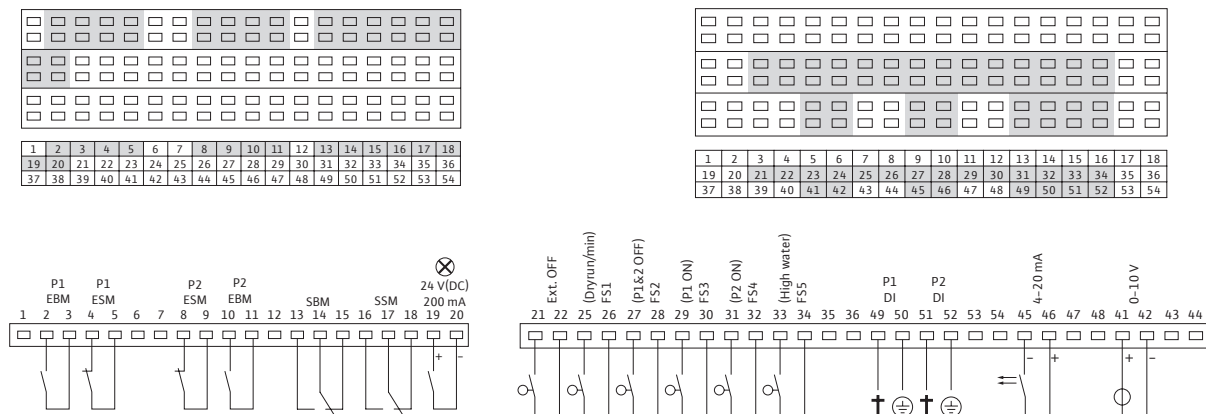 1 2 3 4 5 6 7 8 9 10 11 12 13 14 15 16 17 18
19 20 21 22 23 24 25 26 27 28 29 30 31 32 33 34 35 36
37 38 39 40 41 42 43 44 45 46 47 48 49 50 51 52 53 54
1 2 3 4 5 6 7 8 9 10 11 12 13 14 15 16 17 18
19 20 21 22 23 24 25 26 27 28 29 30 31 32 33 34 35 36
37 38 39 40 41 42 43 44 45 46 47 48 49 50 51 52 53 54
P1
EBM
P1
ESM
P2
ESM
P2
EBM
SBM
SSM
24 V(DC)
200 mA
1 2 3 4 5 6 7 8 9 10 11 12 13 14 15 16 17 18 19 20
+ –
Ext. OFF
(Dryrun/min)
FS1
(P1&2 OFF)
FS2
(P1 ON)
FS3
(P2 ON)
FS4
(High water)
FS5
P1
DI
P2
DI
4–20 mA
0–10 V
21 22 25 26 27 28 29 30 31 32 33 34 35 36 49 50 51 52 53 54 45 46 47 48 41 42 43 44
– + + –